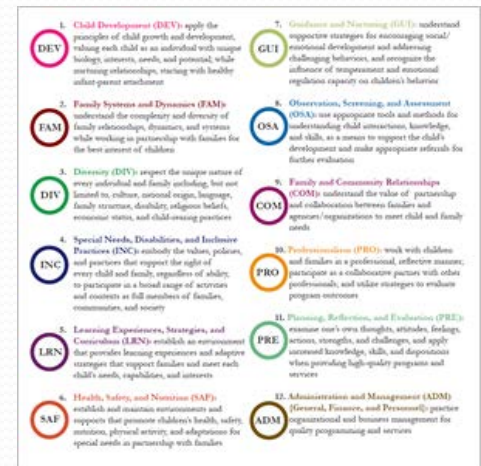 DEV
1. Child Development (DEV): apply the
principles of child growth and development,
valuing each child as an individual with unique
biology, interests, needs, and potential; while
nurturing relationships, starting with healthy
infant-parent attachment
FAM
2. Family Systems and Dynamics (FAM):
understand the complexity and diversity of
family relationships, dynamics, and systems
while working in partnership with families for
the best interest of children
DIV
3. Diversity (DIV): respect the unique nature of
every individual and family including, but not
limited to, culture, national origin, language,
family structure, disability, religious beliefs,
economic status, and child-rearing practices
INC
4. Special Needs, Disabilities, and Inclusive
Practices (INC): embody the values, policies,
and practices that support the right of
every child and family, regardless of ability,
to participate in a broad range of activities
and contexts as full members of families,
communities, and society
LRN
5. Learning Experiences, Strategies, and
Curriculum (LRN): establish an environment
that provides learning experiences and adaptive
strategies that support families and meet each
child's needs, capabilities, and interests
SAF
6. Health, Safety, and Nutrition (SAF):
establish and maintain environments and
supports that promote children's health, safety,
nutrition, physical activity, and adaptations for
special needs in partnership with families
GUI
7. Guidance and Nurturing (GUI): understand
supportive strategies for encouraging social/
emotional development and addressing
challenging behaviors, and recognize the
influence of temperament and emotional
regulation capacity on children's behavior
OSA
8. Observation, Screening, and Assessment
(OSA): use appropriate tools and methods for
understanding child interactions, knowledge,
and skills, as a means to support the child's
development and make appropriate referrals for
further evaluation
COM
9. Family and Community Relationships
(COM): understand the value of partnership
and collaboration between families and
agencies/organizations to meet child and family
needs
PRO
10. Professionalism (PRO): work with children
and families in a professional, reflective manner,
participate as a collaborative partner with other
professionals, and utilize strategies to evaluate
program outcomes
PRE
11. Planning, Reflection, and Evaluation (PRE):
examine one's own thoughts, attitudes, feelings,
actions, strengths, and challenges, and apply
increased knowledge, skills, and dispositions
when providing high-quality programs and
services
ADM
12. Administration and Management (ADM)
[General, Finance, and Personnel]: practice
organizational and business management for
quality programming and services